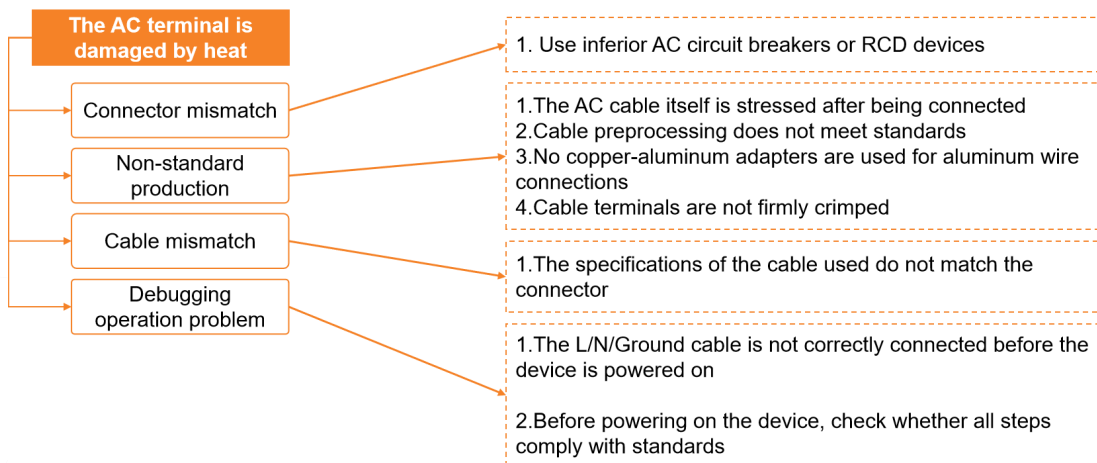 The AC terminal is
damaged by heat
Connector mismatch
Non-standard
production
Cable mismatch
Debugging
operation problem
1. Use inferior AC circuit breakers or RCD devices
1.The AC cable itself is stressed after being connected
2.Cable preprocessing does not meet standards
3.No copper-aluminum adapters are used for aluminum wire
connections
4.Cable terminals are not firmly crimped
1.The specifications of the cable used do not match the
connector
1.The L/N/Ground cable is not correctly connected before the
device is powered on
2.Before powering on the device, check whether all steps
comply with standards